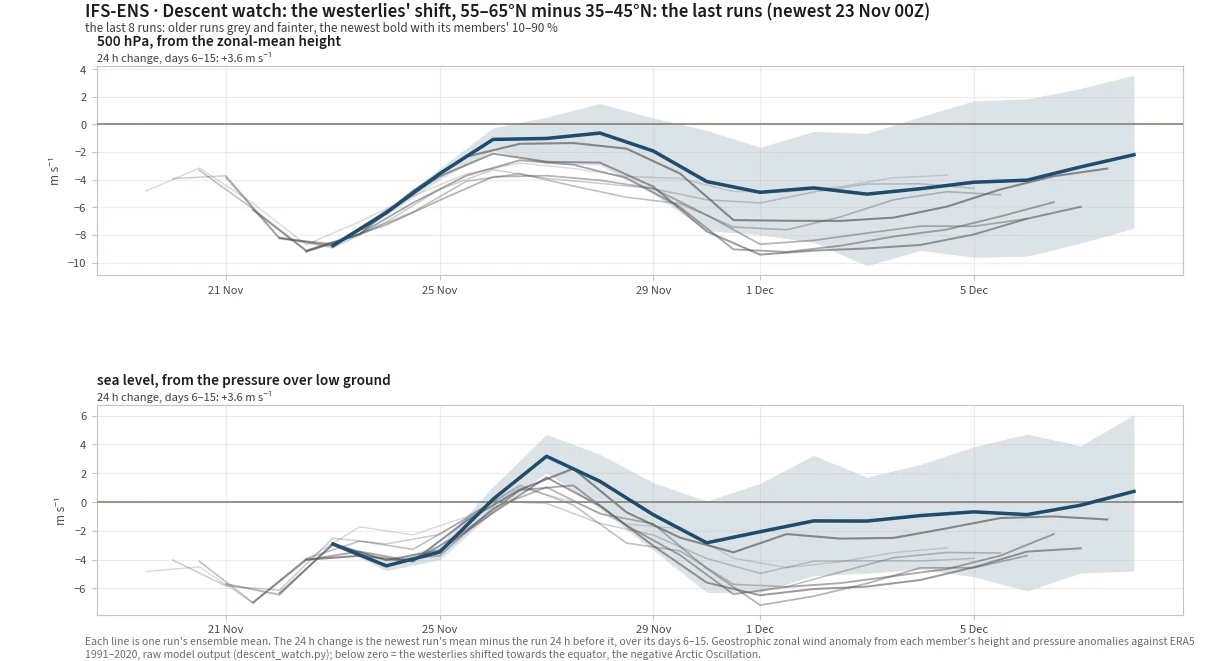 IFS-ENS · Descent watch: the westerlies' shift, 55–65°N minus 35–45°N: the last runs (newest 23 Nov 00Z)
the last 8 runs: older runs grey and fainter, the newest bold with its members' 10–90 %
500 hPa, from the zonal-mean height
24 h change, days 6–15: +3.6 m s⁻¹
4
2
0
−2
−4
−6
−8
−10
m s⁻¹
21 Nov 25 Nov 29 Nov 1 Dec 5 Dec
sea level, from the pressure over low ground
24 h change, days 6–15: +3.6 m s⁻¹
6
4
2
0
−2
−4
−6
m s⁻¹
21 Nov 25 Nov 29 Nov 1 Dec 5 Dec
Each line is one run's ensemble mean. The 24 h change is the newest run's mean minus the run 24 h before it, over its days 6–15. Geostrophic zonal wind anomaly from each member's height and pressure anomalies against ERA5
1991–2020, raw model output (descent_watch.py); below zero = the westerlies shifted towards the equator, the negative Arctic Oscillation.